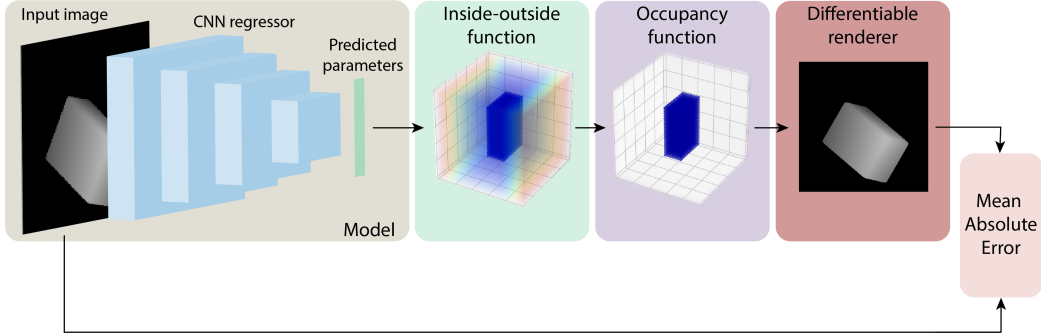 Input image
CNN regressor
Predicted
parameters
Model
Inside-outside
function
Occupancy
function
Differentiable
renderer
Mean
Absolute
Error